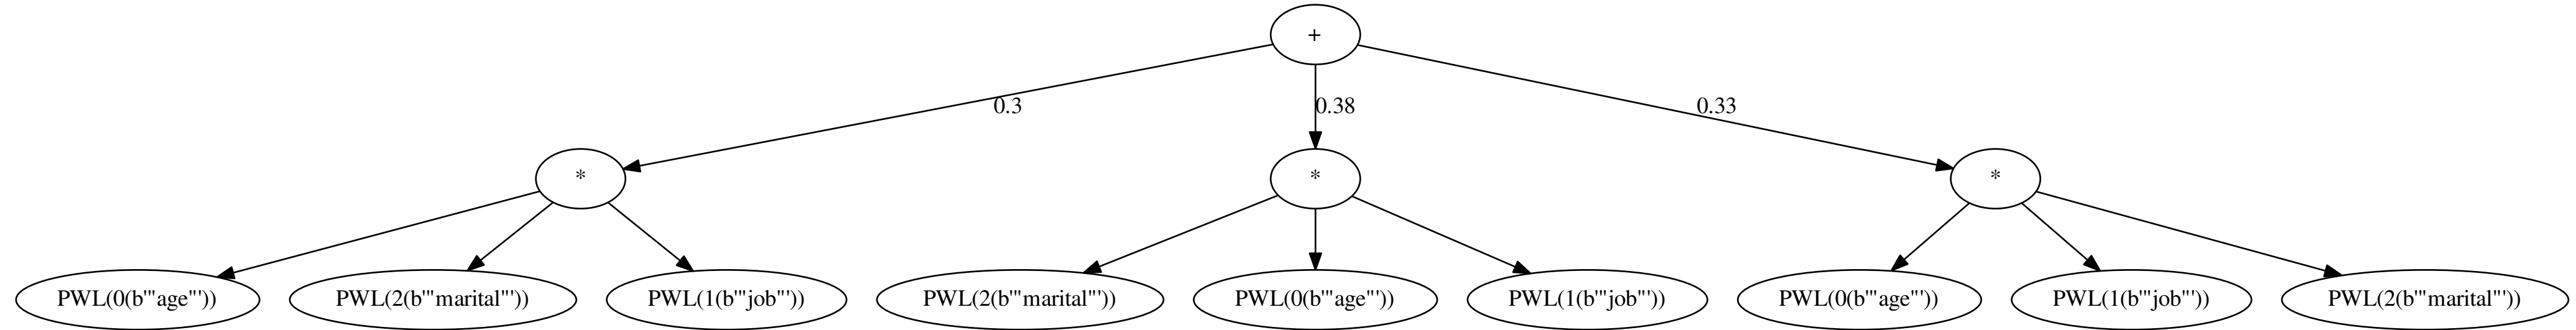 +
0.3
0.38
0.33
*
*
*
PWL(0(b'"age"'))
PWL(2(b'"marital"'))
PWL(1(b'"job"'))
PWL(2(b'"marital"'))
PWL(0(b'"age"'))
PWL(1(b'"job"'))
PWL(0(b'"age"'))
PWL(1(b'"job"'))
PWL(2(b'"marital"'))